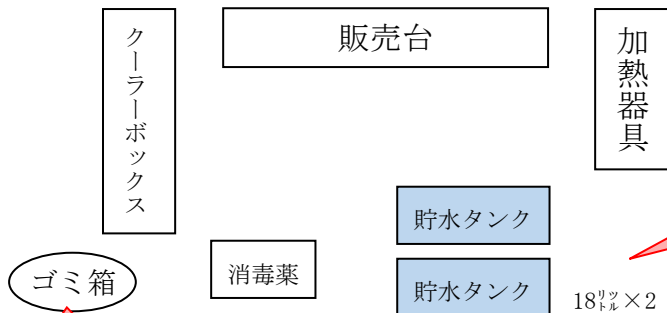 クーラーボックス
販売台
加熱器具
貯水タンク
消毒薬
ゴミ箱
貯水タンク
18㍑×2